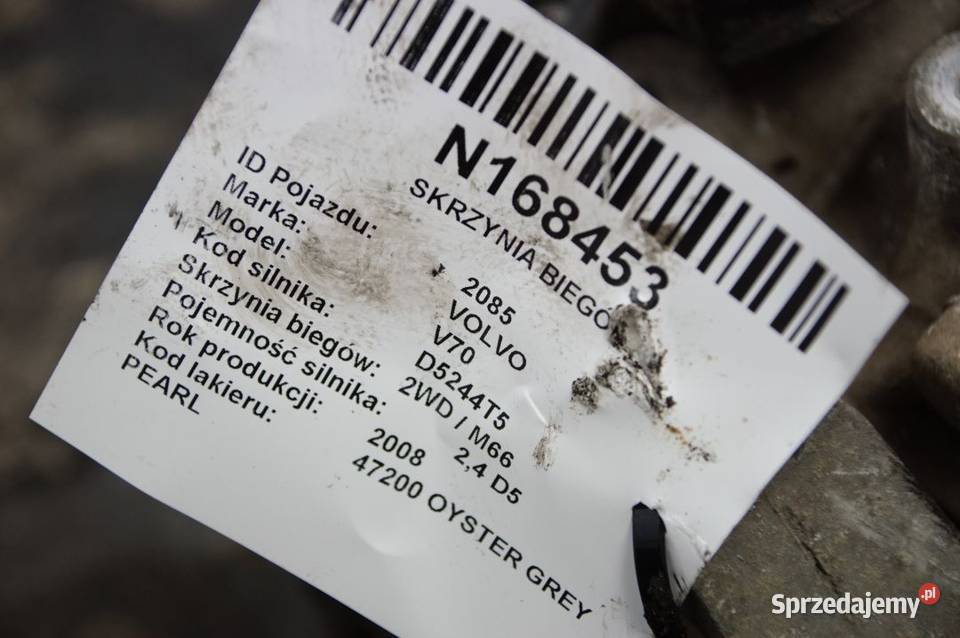 N168453
SKRZYNIA BIEGÓ
ID Pojazdu: 2085
Marka: VOLVO
Model: V70
Kod silnika: D5244T5
Skrzynia biegów: 2WD / M66
Pojemność silnika: 2,4 D5
Rok produkcji: 2008
Kod lakieru: 47200 OYSTER GREY
PEARL
Sprzedajemy.pl